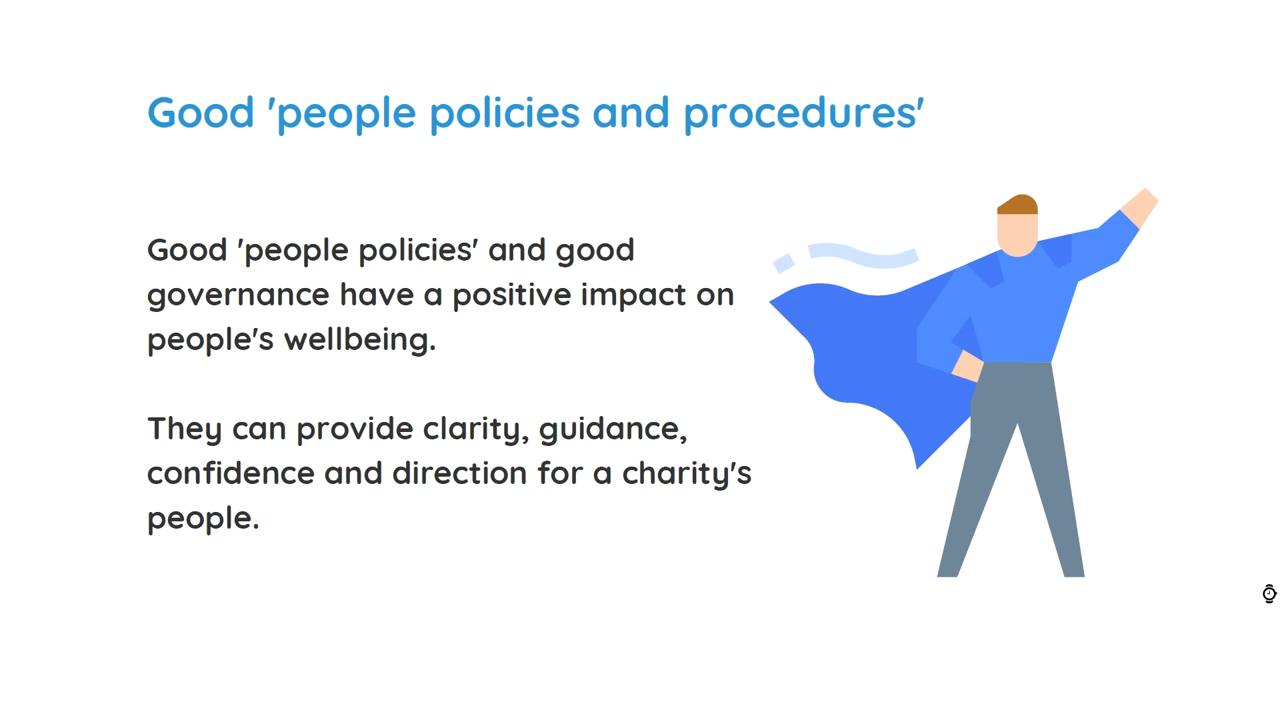 Good 'people policies and procedures'
Good 'people policies' and good
governance have a positive impact on
people's wellbeing.
They can provide clarity, guidance,
confidence and direction for a charity's
people.